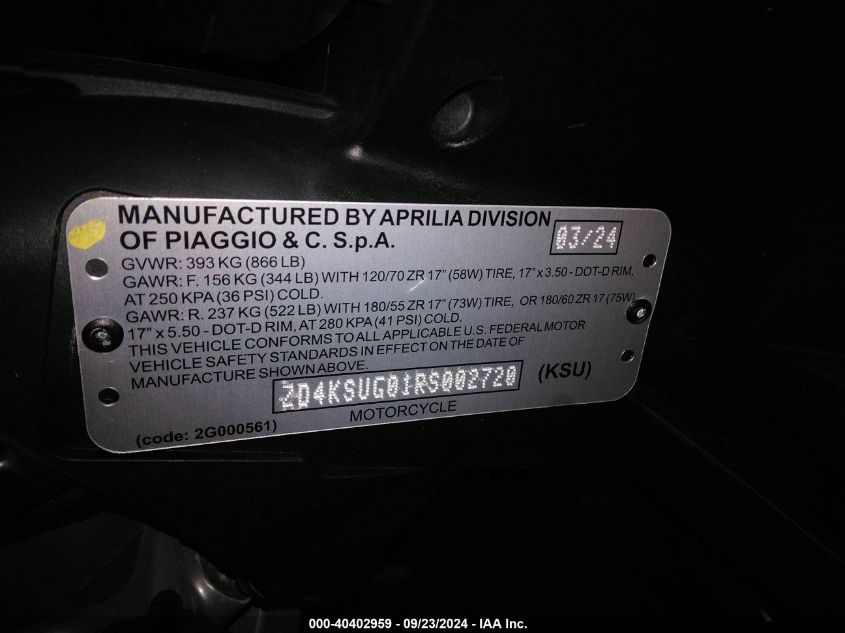 MANUFACTURED BY APRILIA DIVISION
OF PIAGGIO & C. S.p.A.
03/24
GVWR: 393 KG (866 LB)
GAWR: F. 156 KG (344 LB) WITH 120/70 ZR 17" (58W) TIRE, 17" x 3.50 - DOT-D RIM,
AT 250 KPA (36 PSI) COLD.
GAWR: R. 237 KG (522 LB) WITH 180/55 ZR 17" (73W) TIRE, OR 180/60 ZR 17 (75W)
17" x 5.50 - DOT-D RIM, AT 280 KPA (41 PSI) COLD.
THIS VEHICLE CONFORMS TO ALL APPLICABLE U.S. FEDERAL MOTOR
VEHICLE SAFETY STANDARDS IN EFFECT ON THE DATE OF
MANUFACTURE SHOWN ABOVE.
ZD4KSUG01RS002720 (KSU)
MOTORCYCLE
(code: 2G000561)
000-40402959 - 09/23/2024 - IAA Inc.